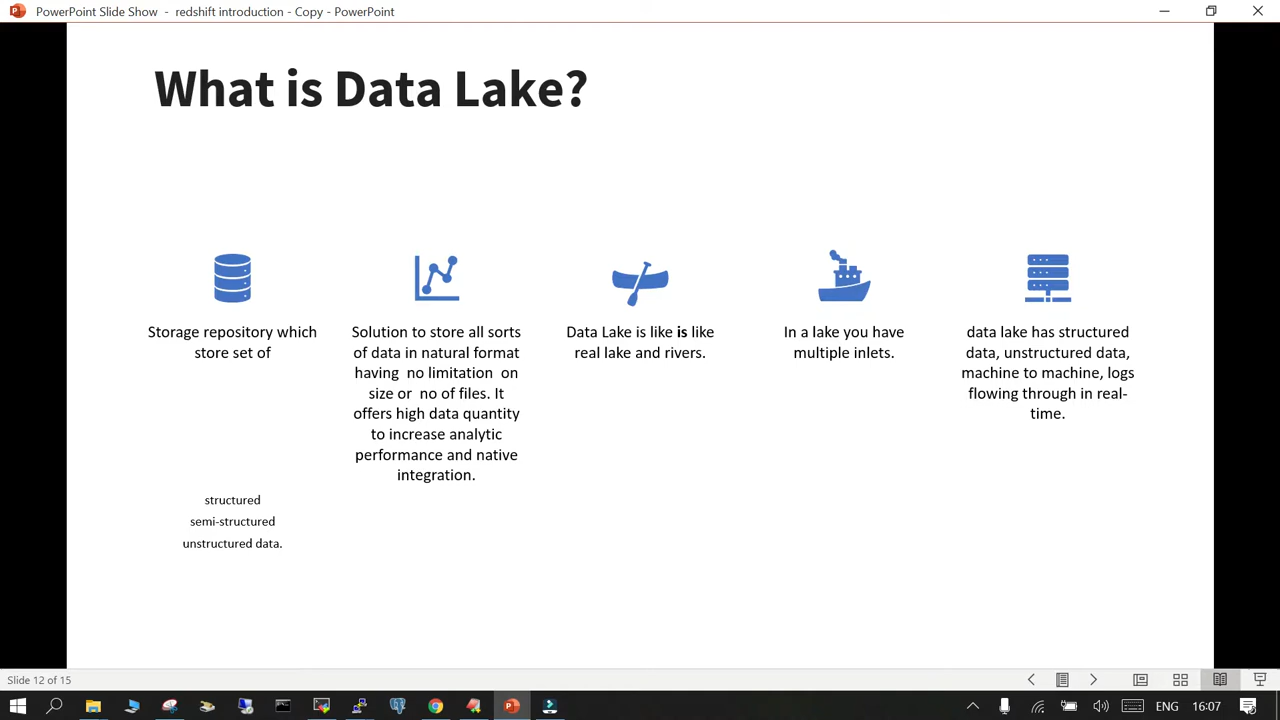 PowerPoint Slide Show - redshift introduction - Copy - PowerPoint
What is Data Lake?
Storage repository which
store set of
structured
semi-structured
unstructured data.
Solution to store all sorts
of data in natural format
having no limitation on
size or no of files. It
offers high data quantity
to increase analytic
performance and native
integration.
Data Lake is like is like
real lake and rivers.
In a lake you have
multiple inlets.
data lake has structured
data, unstructured data,
machine to machine, logs
flowing through in real-
time.
Slide 12 of 15
ENG 16:07